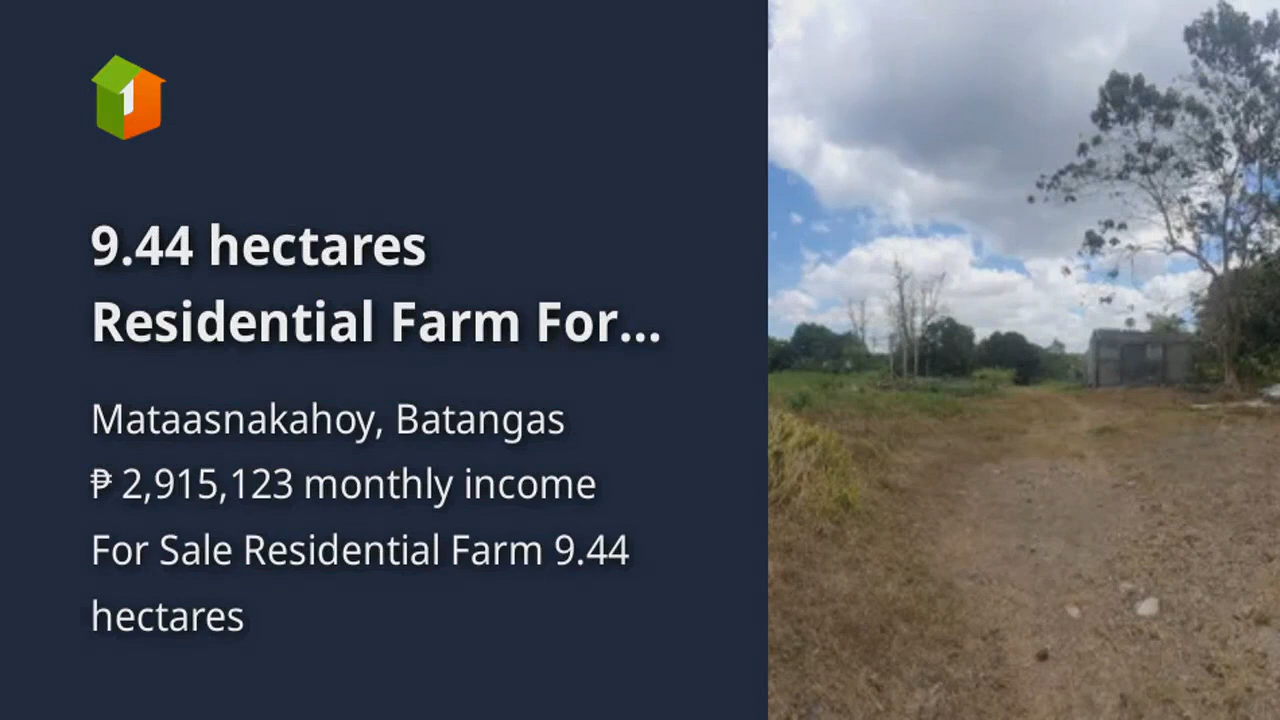 9.44 hectares
Residential Farm For...
Mataasnakahoy, Batangas
₱ 2,915,123 monthly income
For Sale Residential Farm 9.44
hectares